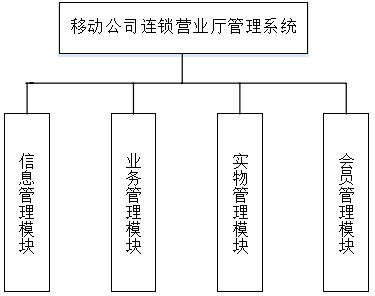 移动公司连锁营业厅管理系统
信息管理模块
业务管理模块
实物管理模块
会员管理模块